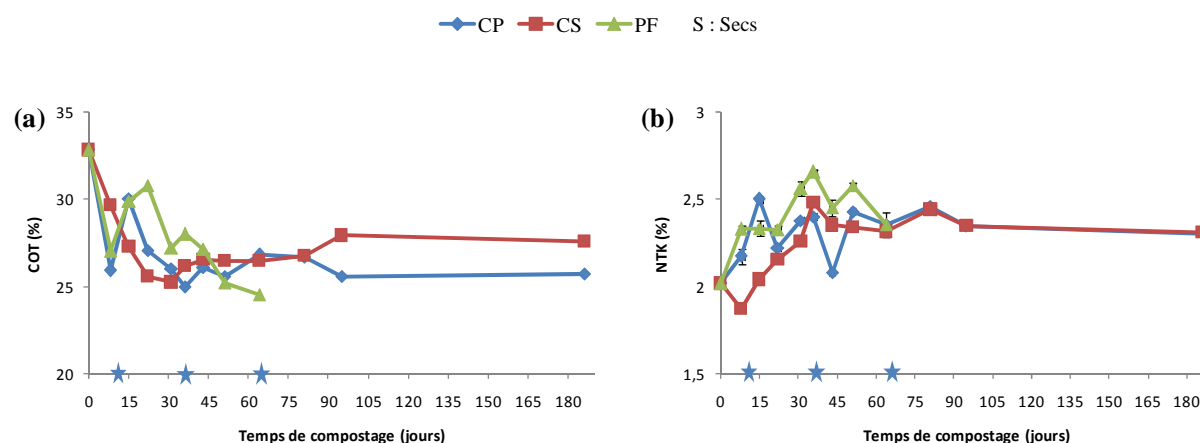 CP CS PF S : Secs
(a)
35
30
25
20
COT (%)
0 15 30 45 60 75 90 105 120 135 150 165 180
Temps de compostage (jours)
(b)
3
2,5
2
1,5
NTK (%)
0 15 30 45 60 75 90 105 120 135 150 165 180
Temps de compostage (jours)